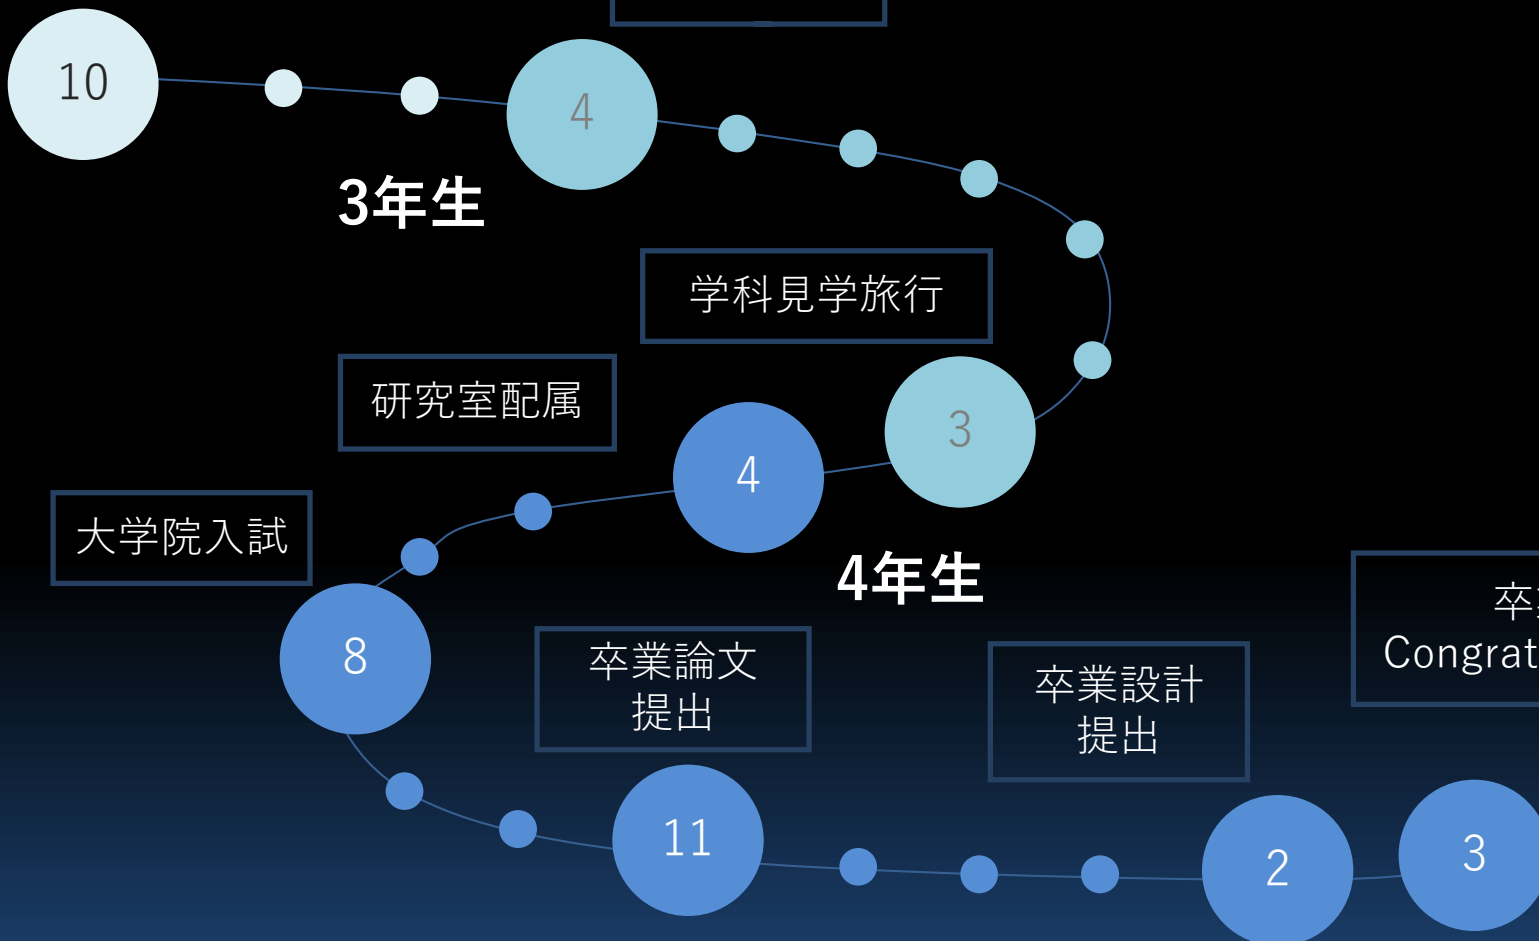 10
4
3年生
学科見学旅行
研究室配属
3
4
大学院入試
4年生
8
卒業論文
提出
卒業設計
提出
Congrat
11
2
3